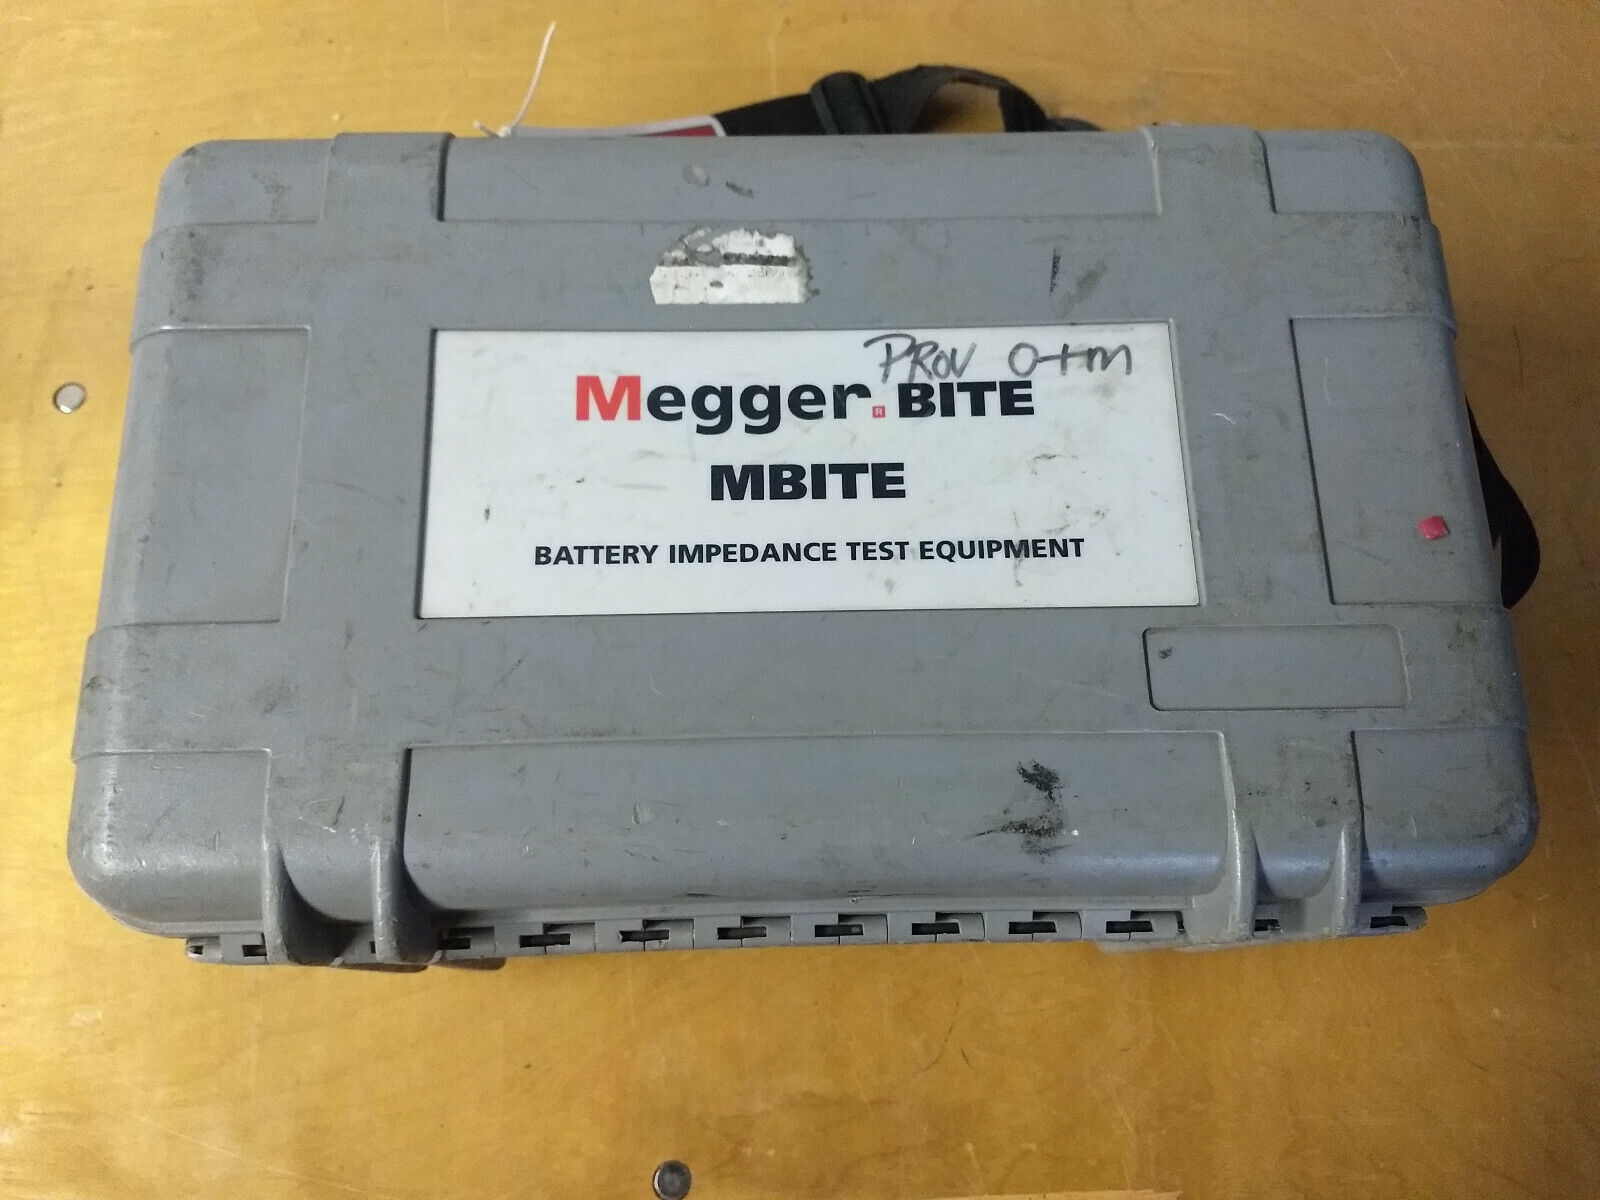 PROV O+m
Megger® BITE
MBITE
BATTERY IMPEDANCE TEST EQUIPMENT